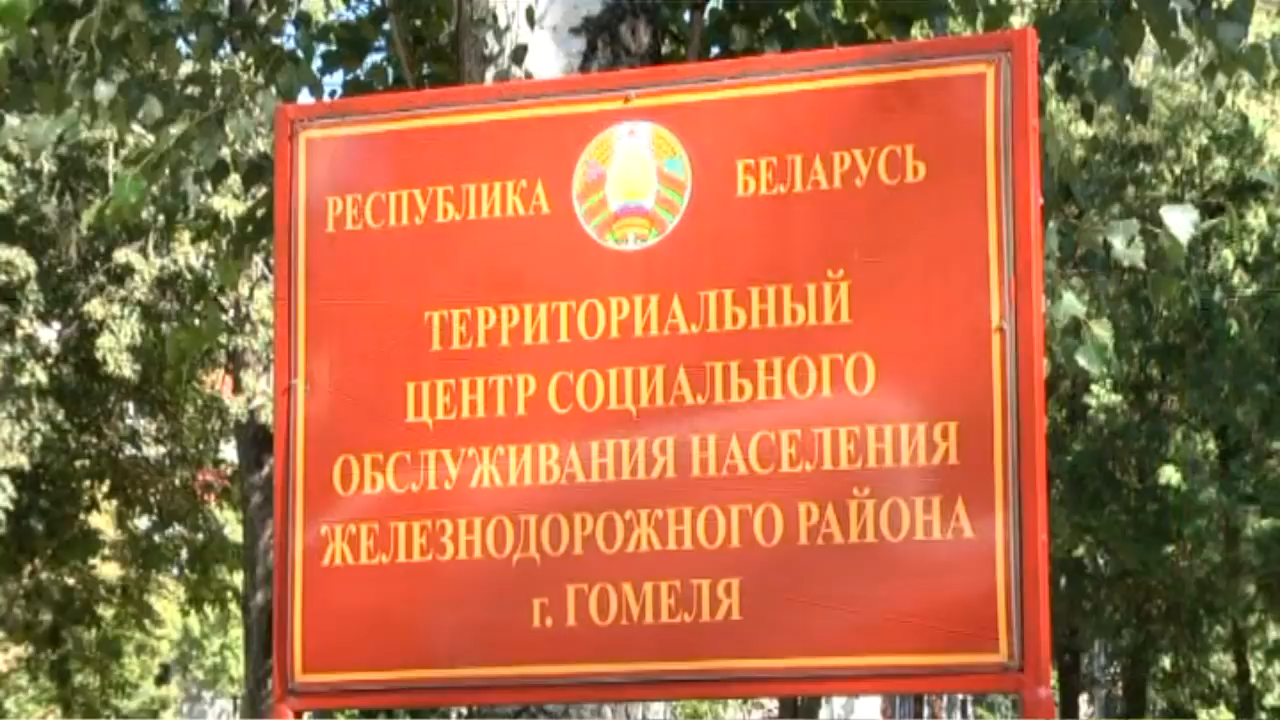 РЕСПУБЛИКА БЕЛАРУСЬ
ТЕРРИТОРИАЛЬНЫЙ
ЦЕНТР СОЦИАЛЬНОГО
ОБСЛУЖИВАНИЯ НАСЕЛЕНИЯ
ЖЕЛЕЗНОДОРОЖНОГО РАЙОНА
г. ГОМЕЛЯ